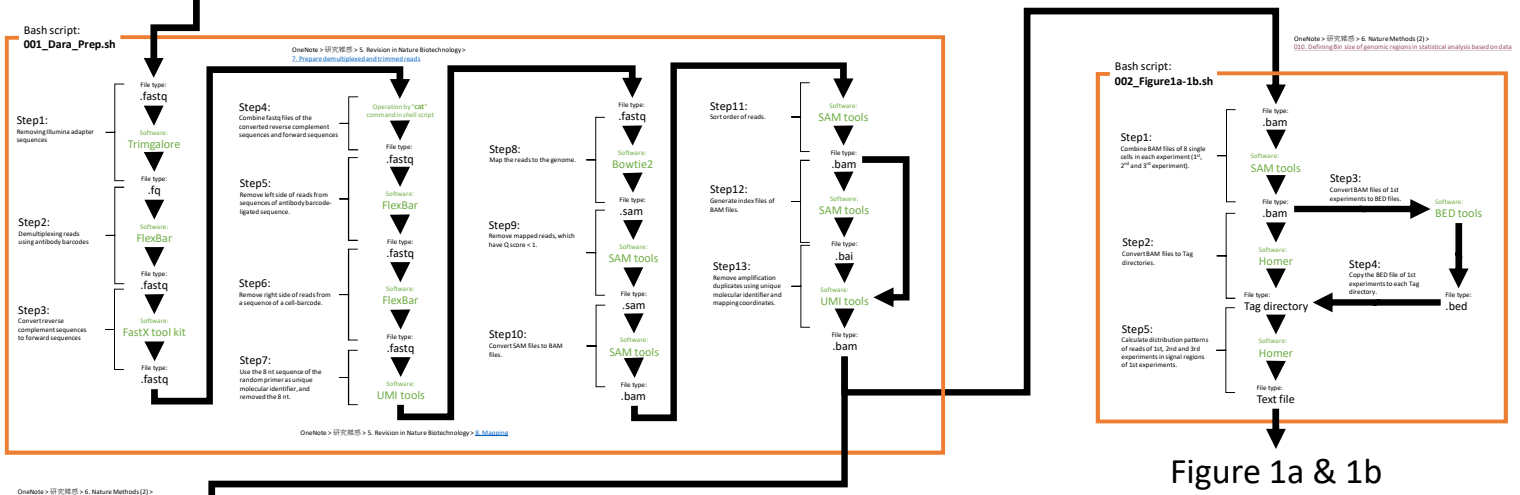 Bash script:
001_Dara_Prep.sh
File type:
.fastq
Step1:
Removing Illumina adapter
sequences
Software:
Trimgalore
File type:
.fq
Step2:
Demultiplexing reads
using antibody barcodes
Software:
FlexBar
File type:
.fastq
Step3:
Convert reverse
complement sequences
to forward sequences
Software:
FastX tool kit
File type:
.fastq
OneNote > 研究雑感 > 5. Revision in Nature Biotechnology >
7. Prepare demultiplexed and trimmed reads
Step4:
Combine fastq files of the
converted reverse complement
sequences and forward sequences
Operation by "cat"
command in shell script
File type:
.fastq
Step5:
Remove left side of reads from
sequences of antibody barcode-
ligated sequence.
Software:
FlexBar
File type:
.fastq
Step6:
Remove right side of reads from
a sequence of a cell-barcode.
Software:
FlexBar
File type:
.fastq
Step7:
Use the 8 nt sequence of the
random primer as unique
molecular identifier, and
removed the 8 nt.
Software:
UMI tools
File type:
.fastq
Step8:
Map the reads to the genome.
Software:
Bowtie2
File type:
.sam
Step9:
Remove mapped reads, which
have Q score < 1.
Software:
SAM tools
File type:
.sam
Step10:
Convert SAM files to BAM
files.
Software:
SAM tools
File type:
.bam
OneNote > 研究雑感 > 5. Revision in Nature Biotechnology > 8. Mapping
Step11:
Sort order of reads.
Software:
SAM tools
File type:
.bam
Step12:
Generate index files of
BAM files.
Software:
SAM tools
File type:
.bai
Step13:
Remove amplification
duplicates using unique
molecular identifier and
mapping coordinates.
Software:
UMI tools
File type:
.bam
OneNote > 研究雑感 > 6. Nature Methods (2) >
010. Defining Bin size of genomic regions in statistical analysis based on data
Bash script:
002_Figure1a-1b.sh
File type:
.bam
Step1:
Combine BAM files of 8 single
cells in each experiment (1st,
2nd and 3rd experiment).
Software:
SAM tools
File type:
.bam
Step3:
Convert BAM files of 1st
experiments to BED files.
Software:
BED tools
Step2:
Convert BAM files to Tag
directories.
Software:
Homer
Step4:
Copy the BED file of 1st
experiments to each Tag
directory.
File type:
.bed
File type:
Tag directory
Step5:
Calculate distribution patterns
of reads of 1st, 2nd and 3rd
experiments in signal regions
of 1st experiments.
Software:
Homer
File type:
Text file
Figure 1a & 1b
OneNote > 研究雑感 > 6. Nature Methods (2) >